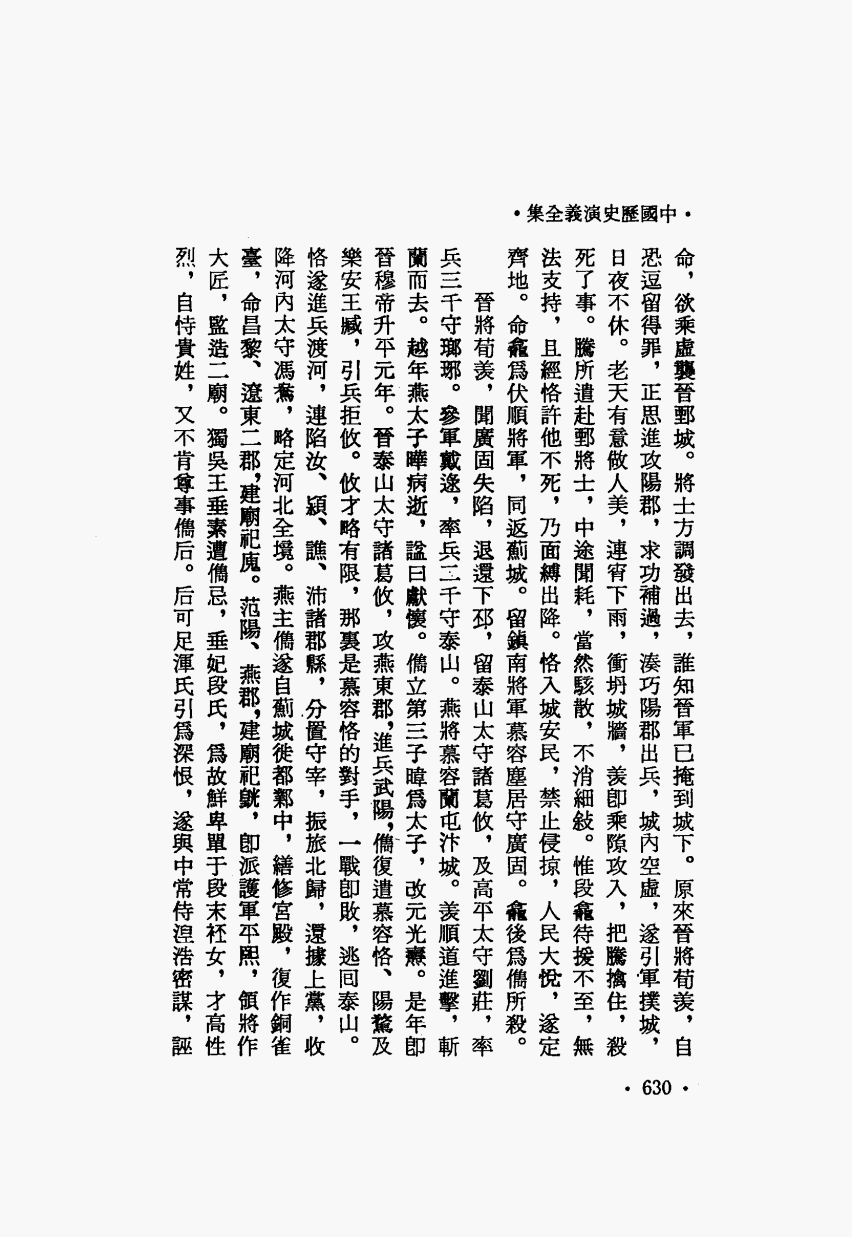 ·中國歷史演義全集·
命，欲乘虛襲晉鄄城。將士方調發出去，誰知晉軍已掩到城下。原來晉將荀羨，自
恐逗留得罪，正思進攻陽郡，求功補過，湊巧陽郡出兵，城內空虛，遂引軍撲城，
日夜不休。老天有意做人美，連宵下雨，衝坍城牆，羨卽乘隙攻入，把騰擒住，殺
死了事。騰所遣赴鄄將士，中途聞耗，當然駭散，不消細敍。惟段龕待援不至，無
法支持，且經恪許他不死，乃面縛出降。恪入城安民，禁止侵掠，人民大悅，遂定
齊地。命龕爲伏順將軍，同返薊城。留鎮南將軍慕容塵居守廣固。龕後爲儁所殺。
晉將荀羨，聞廣固失陷，退還下邳，留泰山太守諸葛攸，及高平太守劉莊，率
兵三千守瑯琊。參軍戴逯，率兵二千守泰山。燕將慕容蘭屯汴城。羨順道進擊，斬
蘭而去。越年燕太子曄病逝，諡曰獻懷。儁立第三子暐爲太子，改元光燾。是年卽
晉穆帝升平元年。晉泰山太守諸葛攸，攻燕東郡，進兵武陽，儁復遣慕容恪、陽騖及
樂安王臧，引兵拒攸。攸才略有限，那裏是慕容恪的對手，一戰卽敗，逃回泰山。
恪遂進兵渡河，連陷汝、潁、譙、沛諸郡縣，分置守宰，振旅北歸，還據上黨，收
降河內太守馮鴦，略定河北全境。燕主儁遂自薊城徙都鄴中，繕修宮殿，復作銅雀
臺，命昌黎、遼東二郡，建廟祀廆。范陽、燕郡，建廟祀皝，卽派護軍平熙，領將作
大匠，監造二廟。獨吳王垂素遭儁忌，垂妃段氏，爲故鮮卑單于段末柸女，才高性
烈，自恃貴姓，又不肯尊事儁后。后可足渾氏引爲深恨，遂與中常侍湼浩密謀，誣
·630·